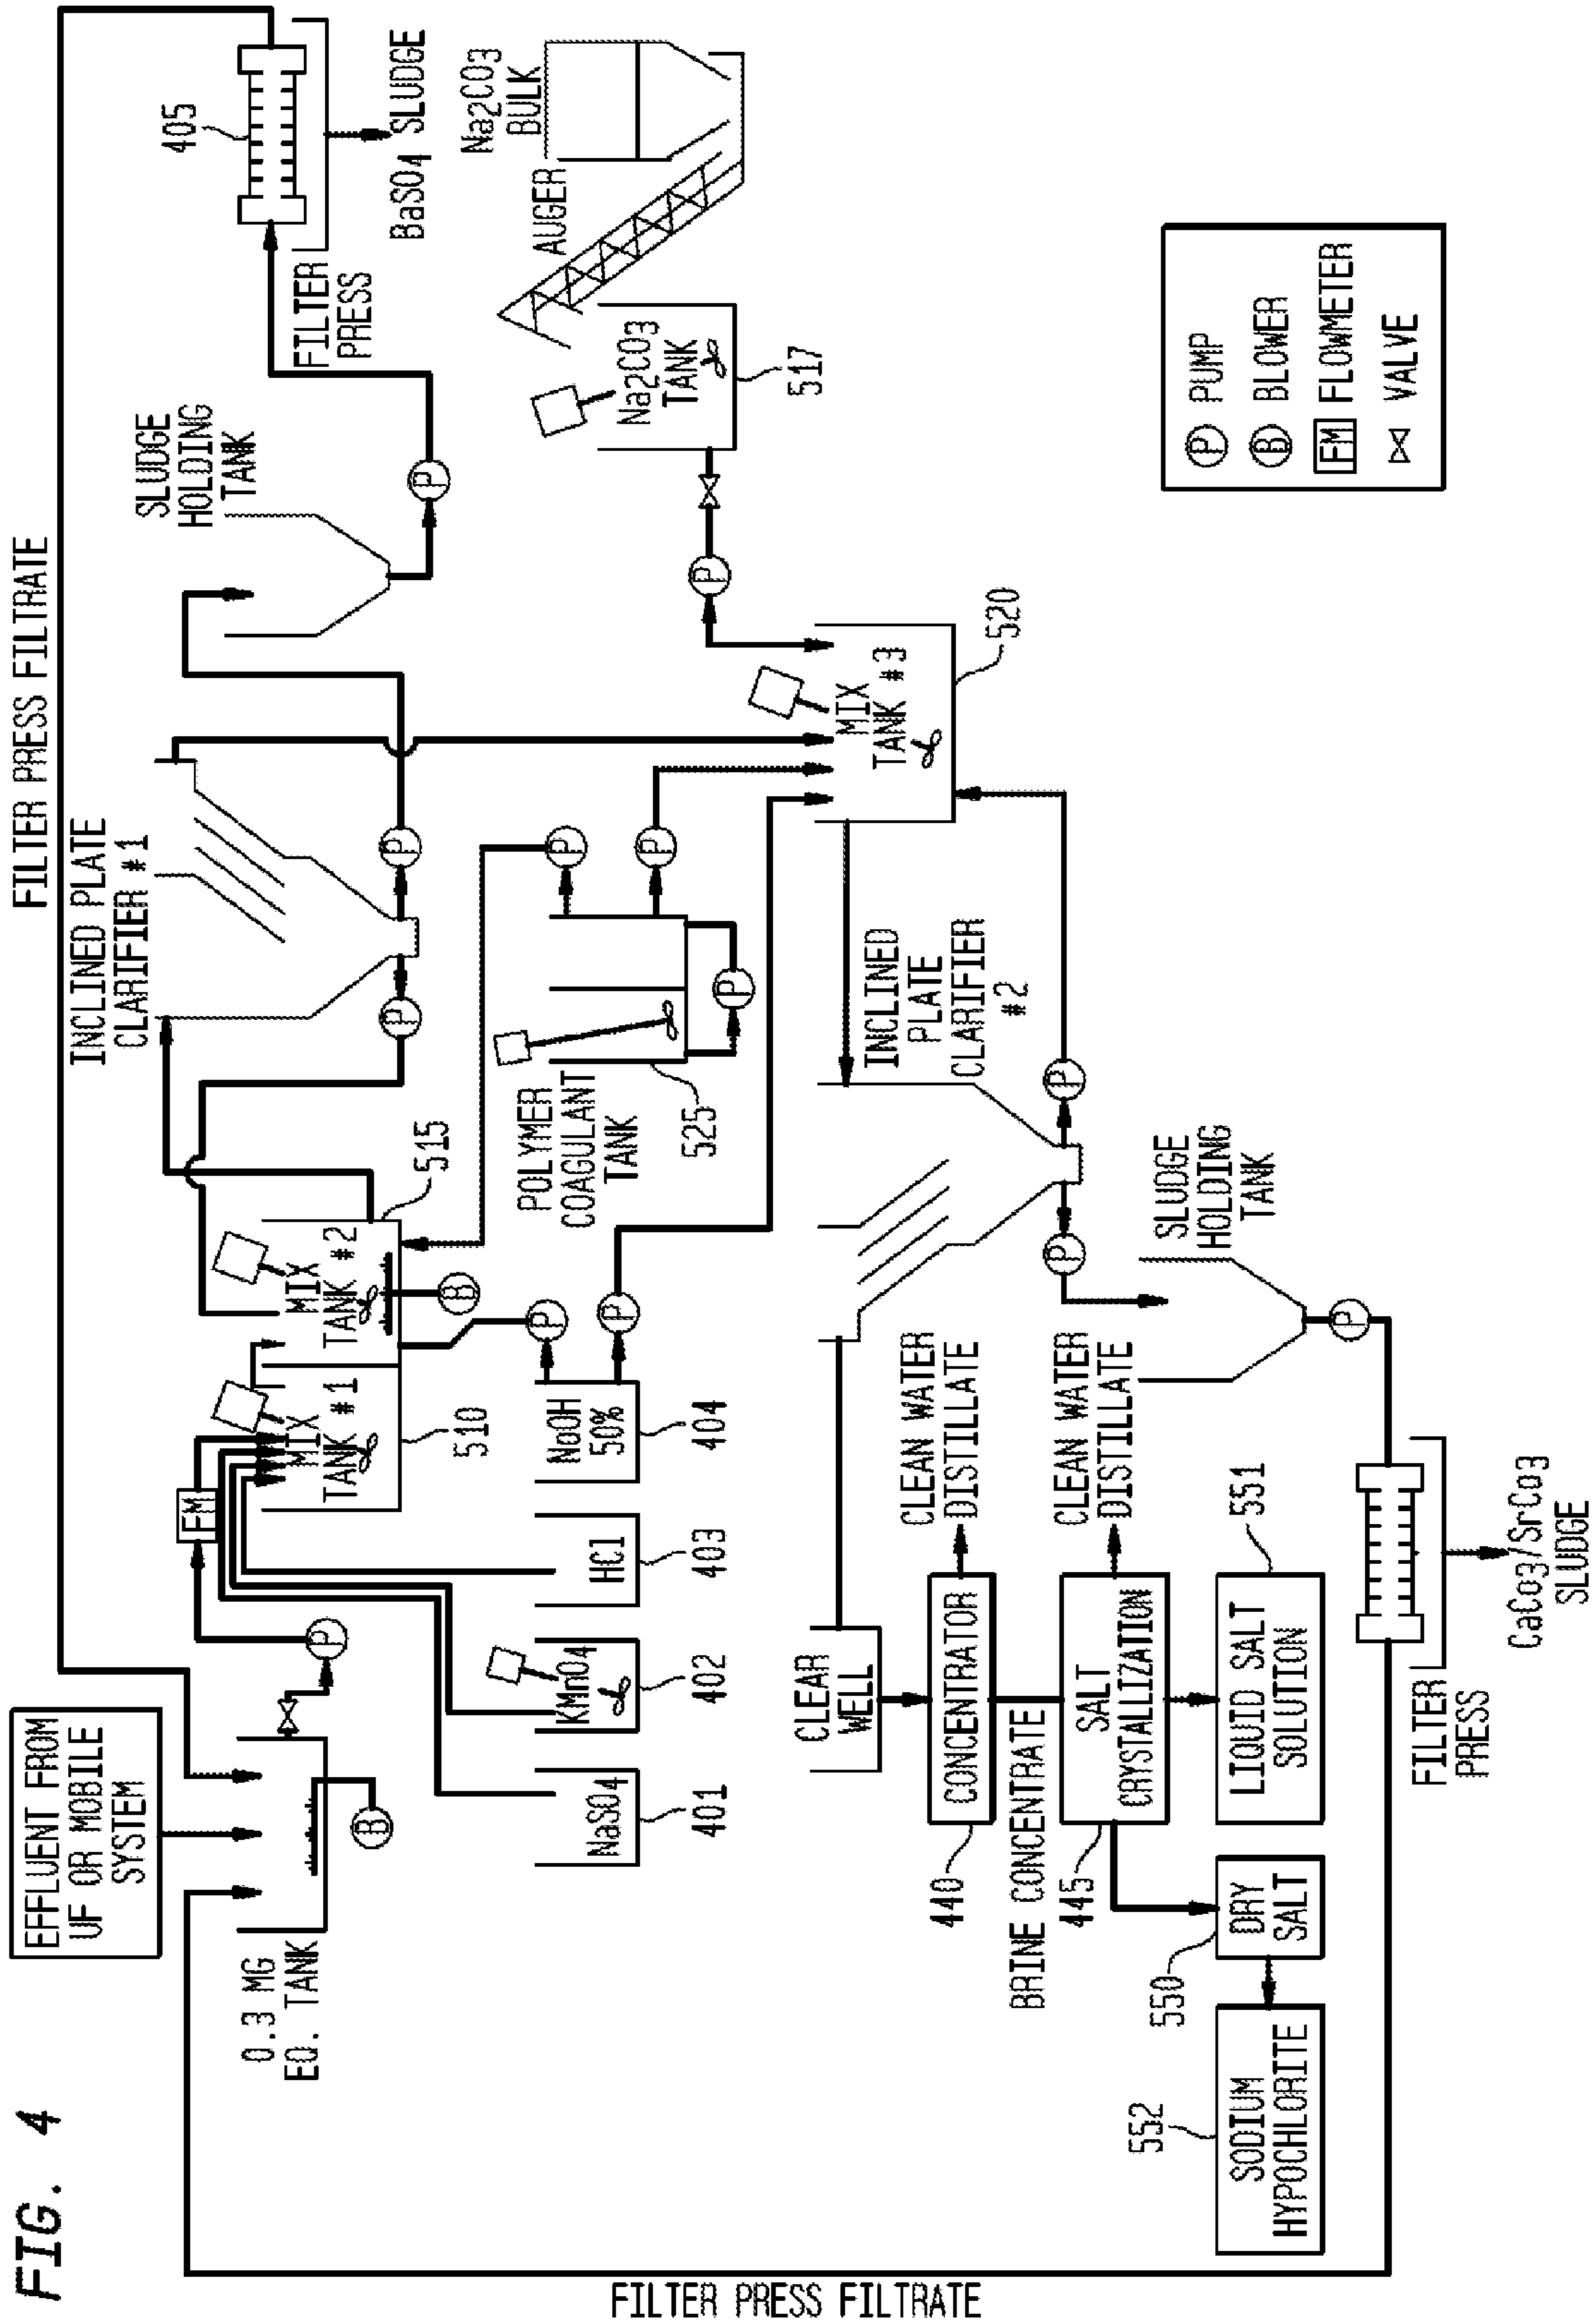 FIG. 4
EFFLUENT FROM
UF OR MOBILE
SYSTEM
0.3 MG
EQ. TANK
B
P
FM
FILTER PRESS FILTRATE
INCLINED PLATE
CLARIFIER #1
MIX
TANK #1
510
MIX
TANK #2
515
B
P
P
SLUDGE
HOLDING
TANK
P
FILTER
PRESS
405
BaSO4 SLUDGE
NaSO4
401
KMnO4
402
HCl
403
NaOH
50%
404
P
P
POLYMER
COAGULANT
TANK
525
P
P
P
Na2CO3
BULK
AUGER
Na2CO3
TANK
517
P
MIX
TANK #3
520
INCLINED
PLATE
CLARIFIER
#2
P
P
CLEAR
WELL
CONCENTRATOR
440
CLEAN WATER
DISTILLATE
BRINE CONCENTRATE
SALT
CRYSTALIZATION
445
CLEAN WATER
DISTILLATE
LIQUID SALT
SOLUTION
551
DRY
SALT
550
SODIUM
HYPOCHLORITE
552
SLUDGE
HOLDING
TANK
P
FILTER
PRESS
CaCo3/SrCo3
SLUDGE
FILTER PRESS FILTRATE
P PUMP
B BLOWER
FM FLOWMETER
VALVE